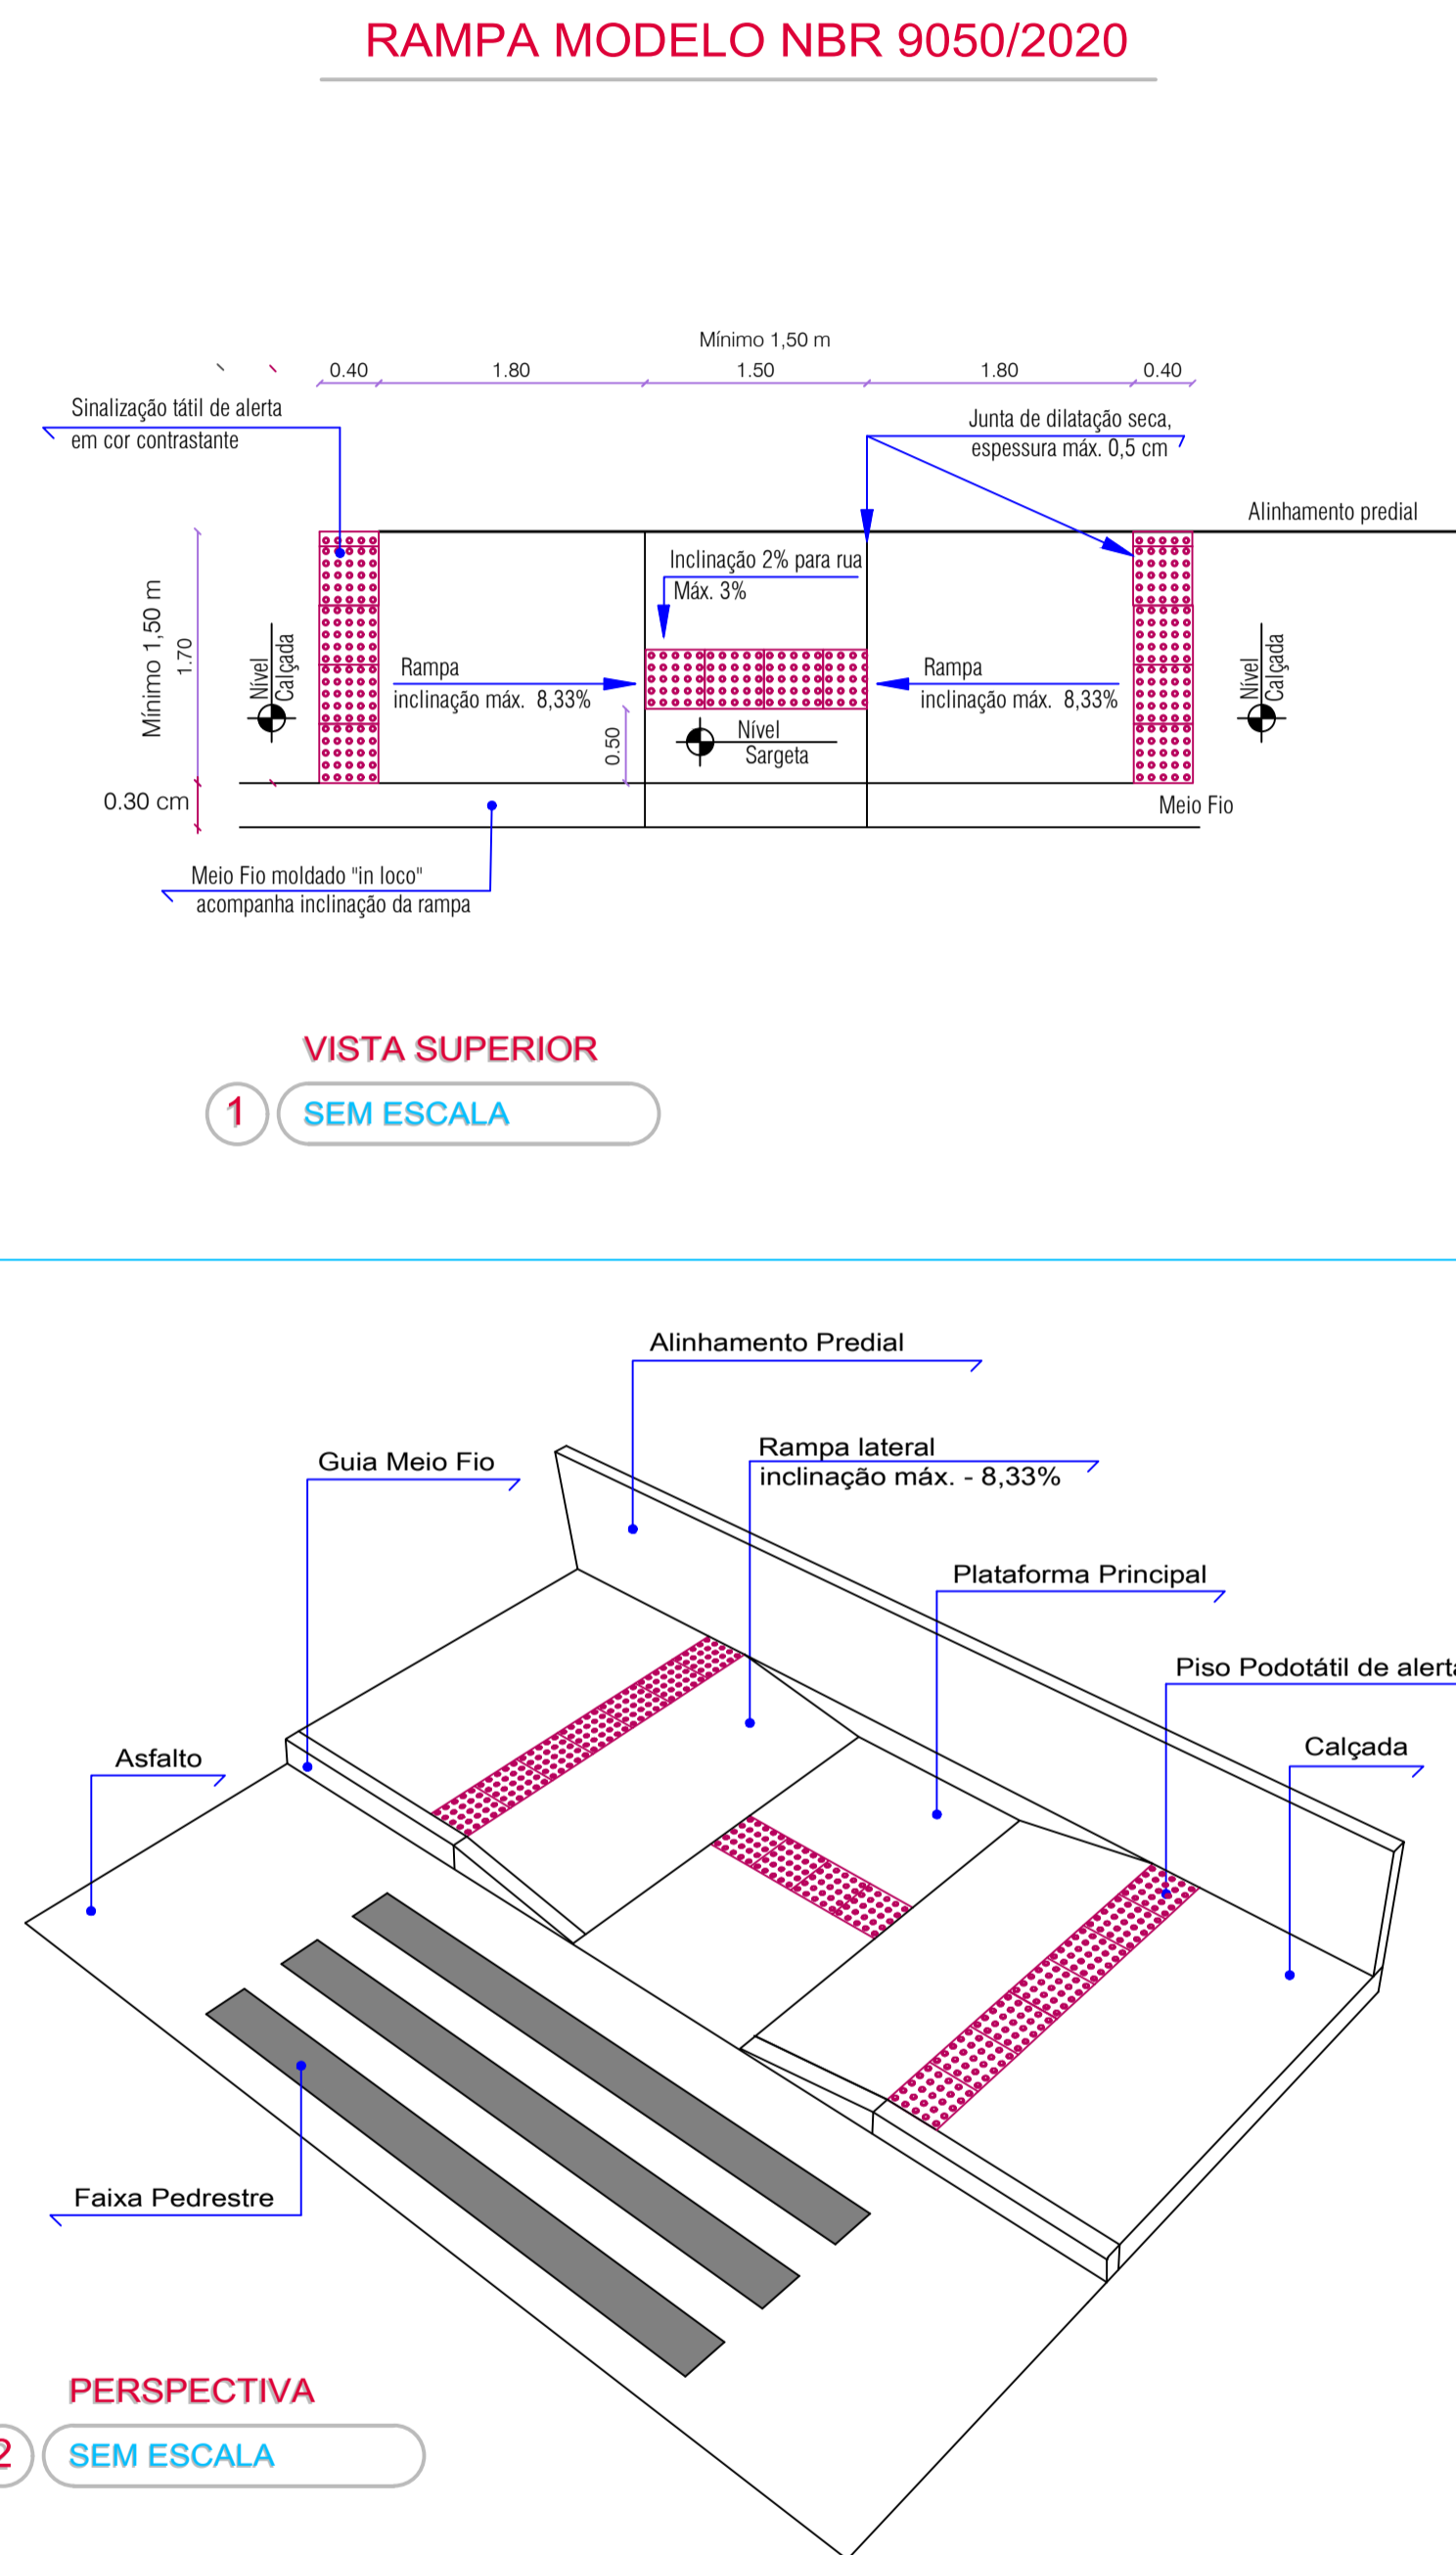 RAMPA MODELO NBR 9050/2020
Mínimo 1,50 m
0.40
1.80
1.50
1.80
0.40
Sinalização tátil de alerta
em cor contrastante
Junta de dilatação seca,
espessura máx. 0,5 cm
Alinhamento predial
Inclinação 2% para rua
Máx. 3%
Mínimo 1,50 m
1.70
Nível
Calçada
Rampa
inclinação máx. 8,33%
Rampa
inclinação máx. 8,33%
Nível
Calçada
0.50
Nível
Sargeta
0.30 cm
Meio Fio
Meio Fio moldado "in loco"
acompanha inclinação da rampa
VISTA SUPERIOR
1
SEM ESCALA
Alinhamento Predial
Rampa lateral
inclinação máx. - 8,33%
Guia Meio Fio
Plataforma Principal
Piso Podotátil de alerta
Calçada
Asfalto
Faixa Pedrestre
PERSPECTIVA
2
SEM ESCALA